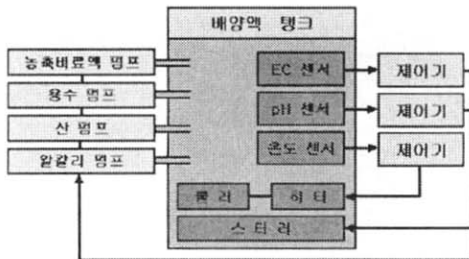 배양액 탱크
농축비료액 펌프
용수 펌프
산 펌프
알갈리 펌프
EC 센서
pH 센서
온도 센서
제어기
제어기
제어기
쿨 러
히 터
스 티 러